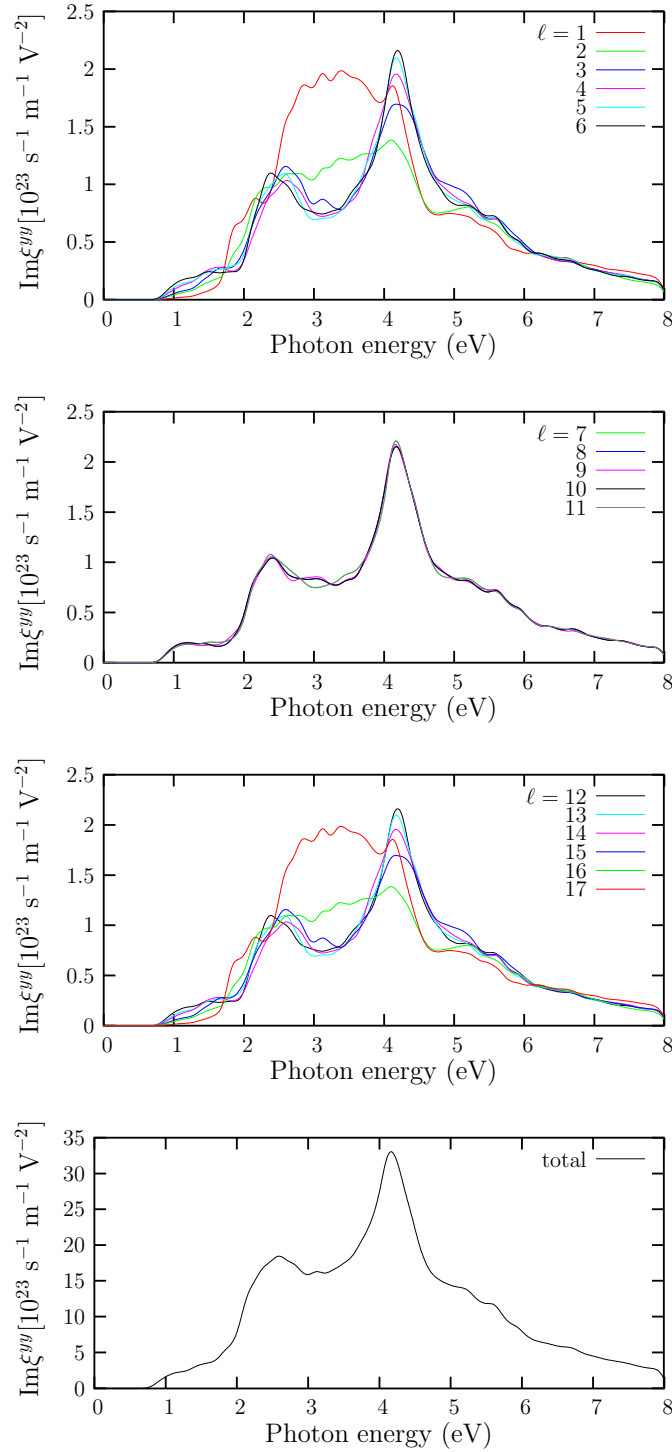 Imξ^{yy}[10^{23} s^{-1} m^{-1} V^{-2}]
2.5
2
1.5
1
0.5
0
ℓ = 1
2
3
4
5
6
0 1 2 3 4 5 6 7 8
Photon energy (eV)
Imξ^{yy}[10^{23} s^{-1} m^{-1} V^{-2}]
2.5
2
1.5
1
0.5
0
ℓ = 7
8
9
10
11
0 1 2 3 4 5 6 7 8
Photon energy (eV)
Imξ^{yy}[10^{23} s^{-1} m^{-1} V^{-2}]
2.5
2
1.5
1
0.5
0
ℓ = 12
13
14
15
16
17
0 1 2 3 4 5 6 7 8
Photon energy (eV)
Imξ^{yy}[10^{23} s^{-1} m^{-1} V^{-2}]
35
30
25
20
15
10
5
0
total
0 1 2 3 4 5 6 7 8
Photon energy (eV)